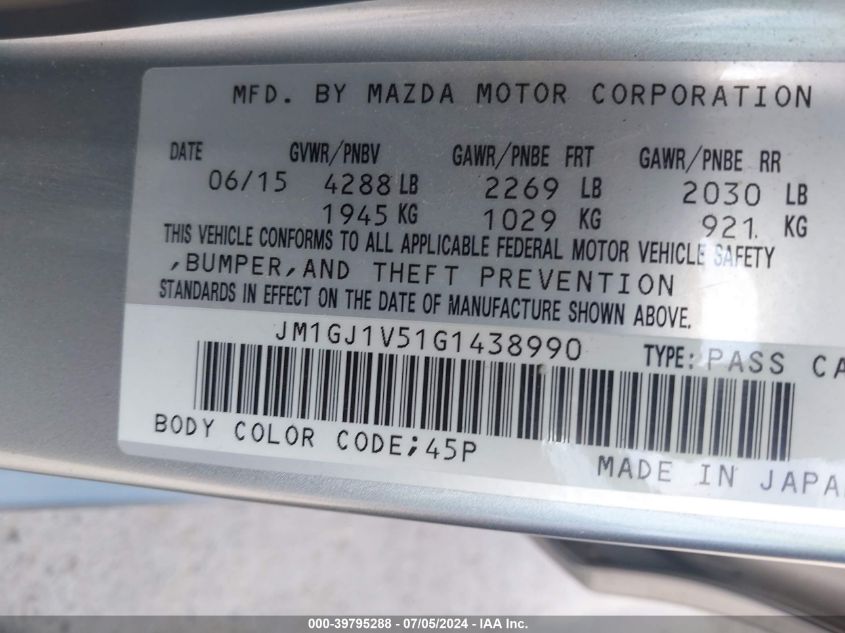 MFD. BY MAZDA MOTOR CORPORATION
DATE GVWR/PNBV GAWR/PNBE FRT GAWR/PNBE RR
06/15 4288 LB 2269 LB 2030 LB
1945 KG 1029 KG 921 KG
THIS VEHICLE CONFORMS TO ALL APPLICABLE FEDERAL MOTOR VEHICLE SAFETY
,BUMPER,AND THEFT PREVENTION
STANDARDS IN EFFECT ON THE DATE OF MANUFACTURE SHOWN ABOVE.
JM1GJ1V51G1438990 TYPE: PASS CA
BODY COLOR CODE;45P
MADE IN JAPA
000-39795288 - 07/05/2024 - IAA Inc.